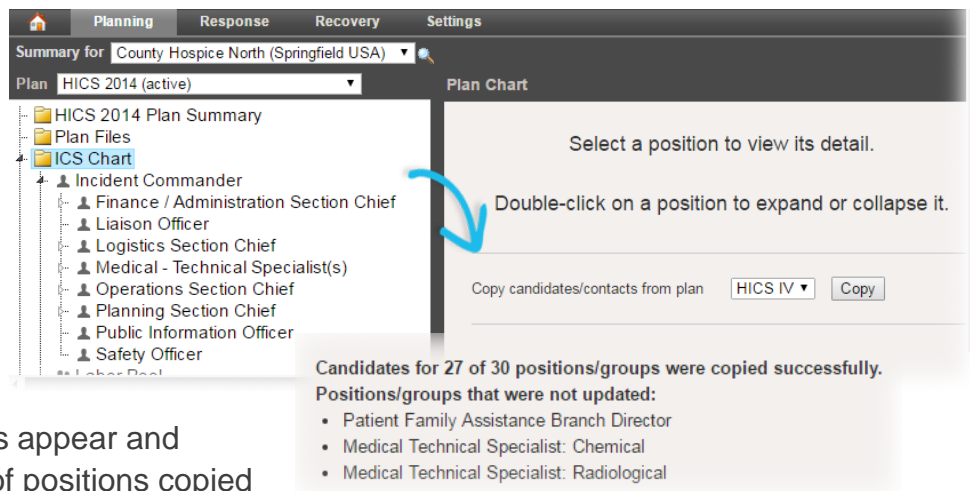 Planning Response Recovery Settings
Summary for County Hospice North (Springfield USA)
Plan HICS 2014 (active)
Plan Chart
HICS 2014 Plan Summary
Plan Files
ICS Chart
Incident Commander
Finance / Administration Section Chief
Liaison Officer
Logistics Section Chief
Medical - Technical Specialist(s)
Operations Section Chief
Planning Section Chief
Public Information Officer
Safety Officer
Labor Pool
Select a position to view its detail.
Double-click on a position to expand or collapse it.
Copy candidates/contacts from plan HICS IV Copy
Candidates for 27 of 30 positions/groups were copied successfully.
Positions/groups that were not updated:
• Patient Family Assistance Branch Director
• Medical Technical Specialist: Chemical
• Medical Technical Specialist: Radiological
s appear and
of positions copied